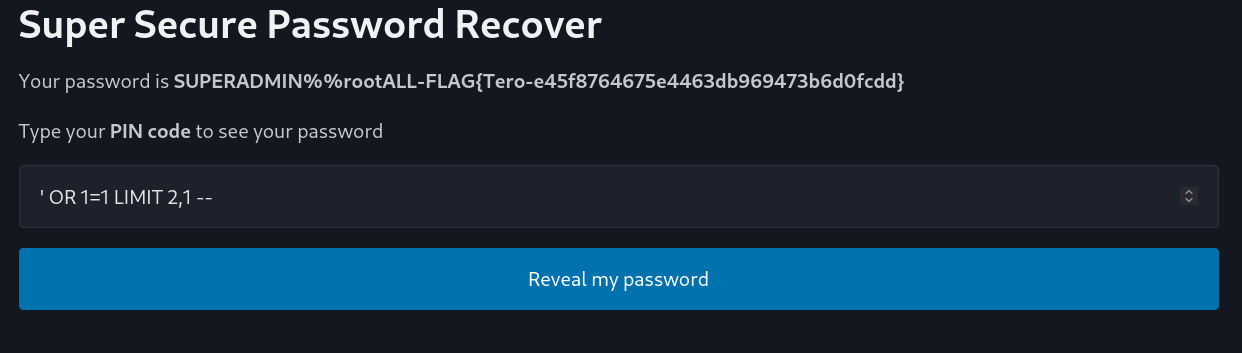 Super Secure Password Recover
Your password is SUPERADMIN%%rootALL-FLAG{Tero-e45f8764675e4463db969473b6d0fcdd}
Type your PIN code to see your password
' OR 1=1 LIMIT 2,1 --
Reveal my password